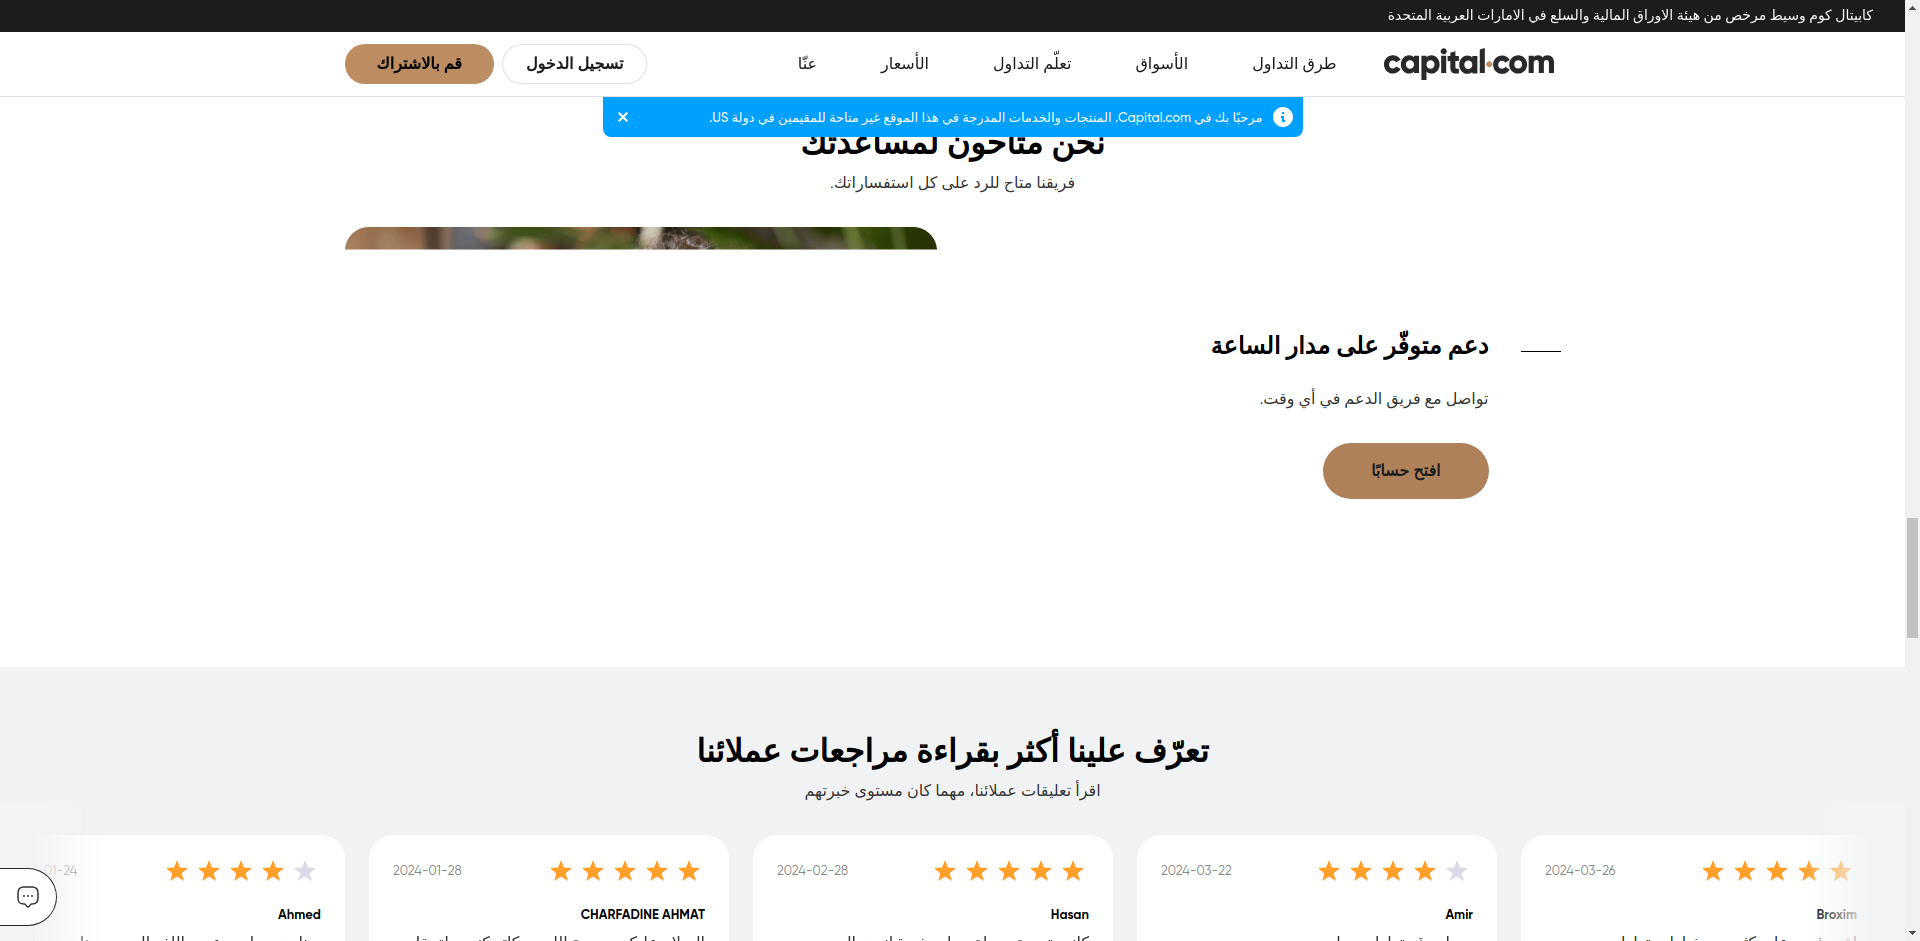 كابيتال كوم وسيط مرخص من هيئة الاوراق المالية والسلع في الامارات العربية المتحدة
capital.com
طرق التداول
الأسواق
تعلّم التداول
الأسعار
عنّا
تسجيل الدخول
قم بالاشتراك
مرحبًا بك في Capital.com. المنتجات والخدمات المدرجة في هذا الموقع غير متاحة للمقيمين في دولة US.
نحن متاحون لمساعدتك
فريقنا متاح للرد على كل استفساراتك.
دعم متوفّر على مدار الساعة
تواصل مع فريق الدعم في أي وقت.
افتح حسابًا
تعرّف علينا أكثر بقراءة مراجعات عملائنا
اقرأ تعليقات عملائنا، مهما كان مستوى خبرتهم
2024-03-26
Broxim
2024-03-22
Amir
2024-02-28
Hasan
2024-01-28
CHARFADINE AHMAT
01-24
Ahmed